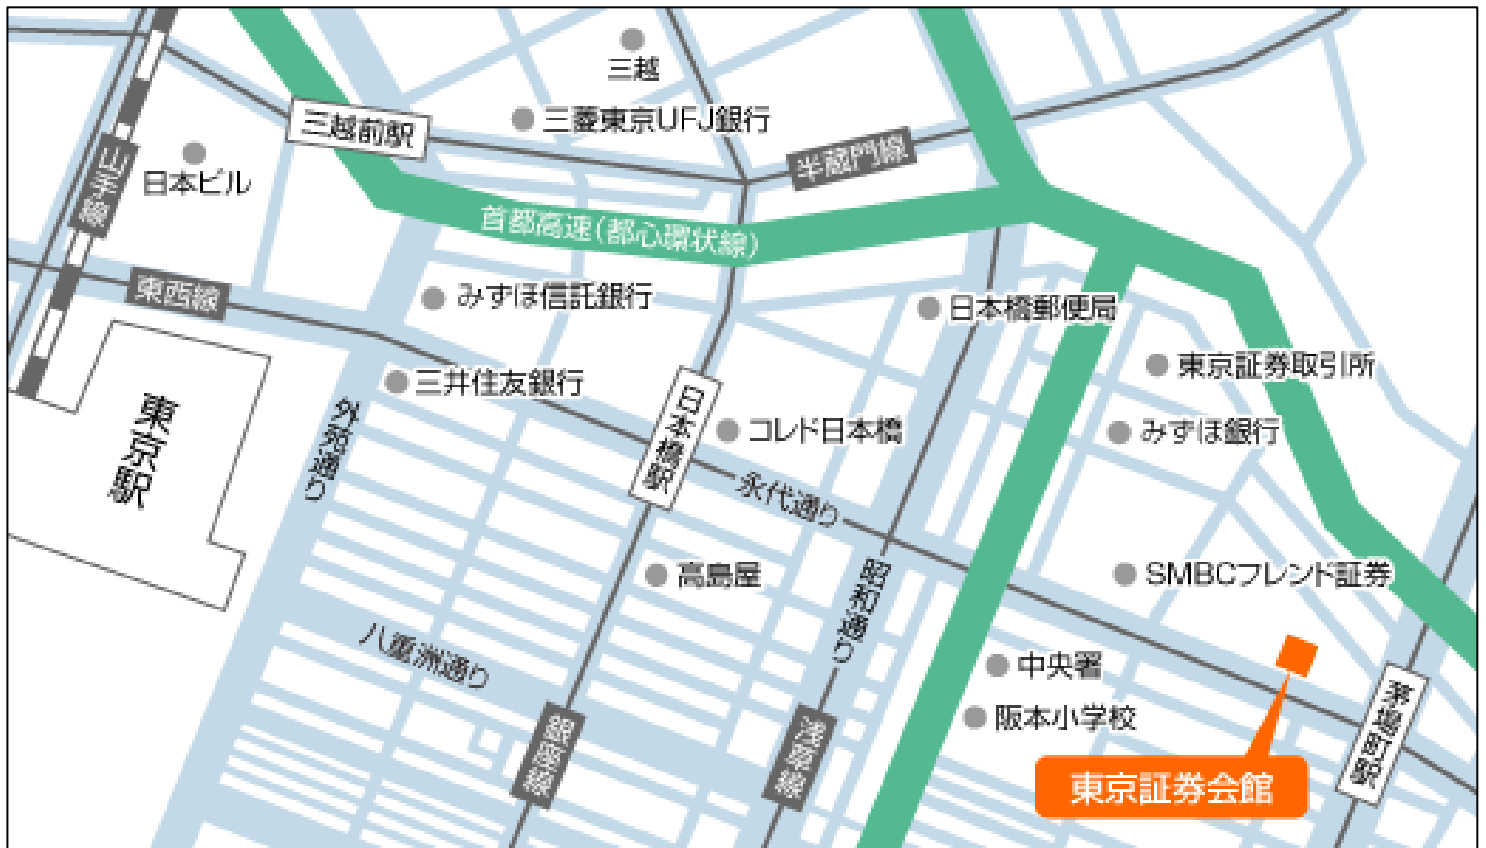 三越
三菱東京UFJ銀行
三越前駅
半蔵門線
山手線
日本ビル
首都高速(都心環状線)
東西線
みずほ信託銀行
日本橋郵便局
東京証券取引所
三井住友銀行
東京駅
外堀通り
日本橋駅
コレド日本橋
みずほ銀行
永代通り
高島屋
昭和通り
SMBCフレンド証券
八重洲通り
中央署
阪本小学校
銀座線
浅草線
茅場町駅
東京証券会館